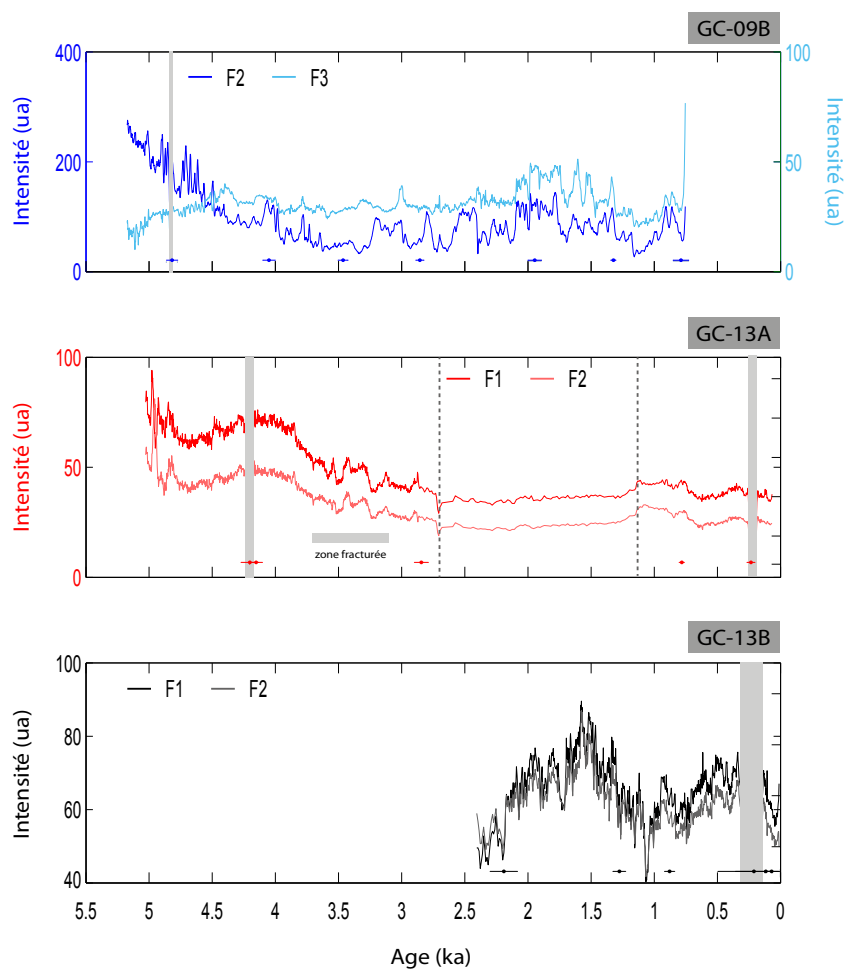 GC-09B
400
100
F2
F3
300
Intensité (ua)
Intensité (ua)
200
50
100
0
0
GC-13A
100
F1
F2
Intensité (ua)
50
zone fracturée
0
GC-13B
100
F1
F2
80
Intensité (ua)
60
40
5.5 5 4.5 4 3.5 3 2.5 2 1.5 1 0.5 0
Age (ka)